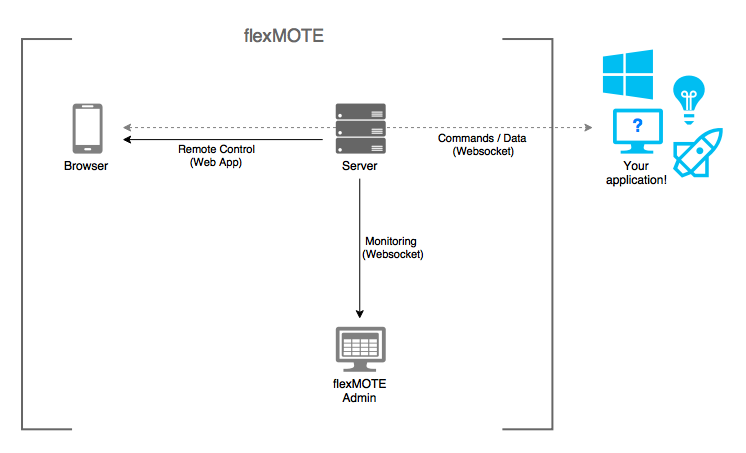 flexMOTE
Browser
Remote Control
(Web App)
Server
Commands / Data
(Websocket)
?
Your
application!
Monitoring
(Websocket)
flexMOTE
Admin